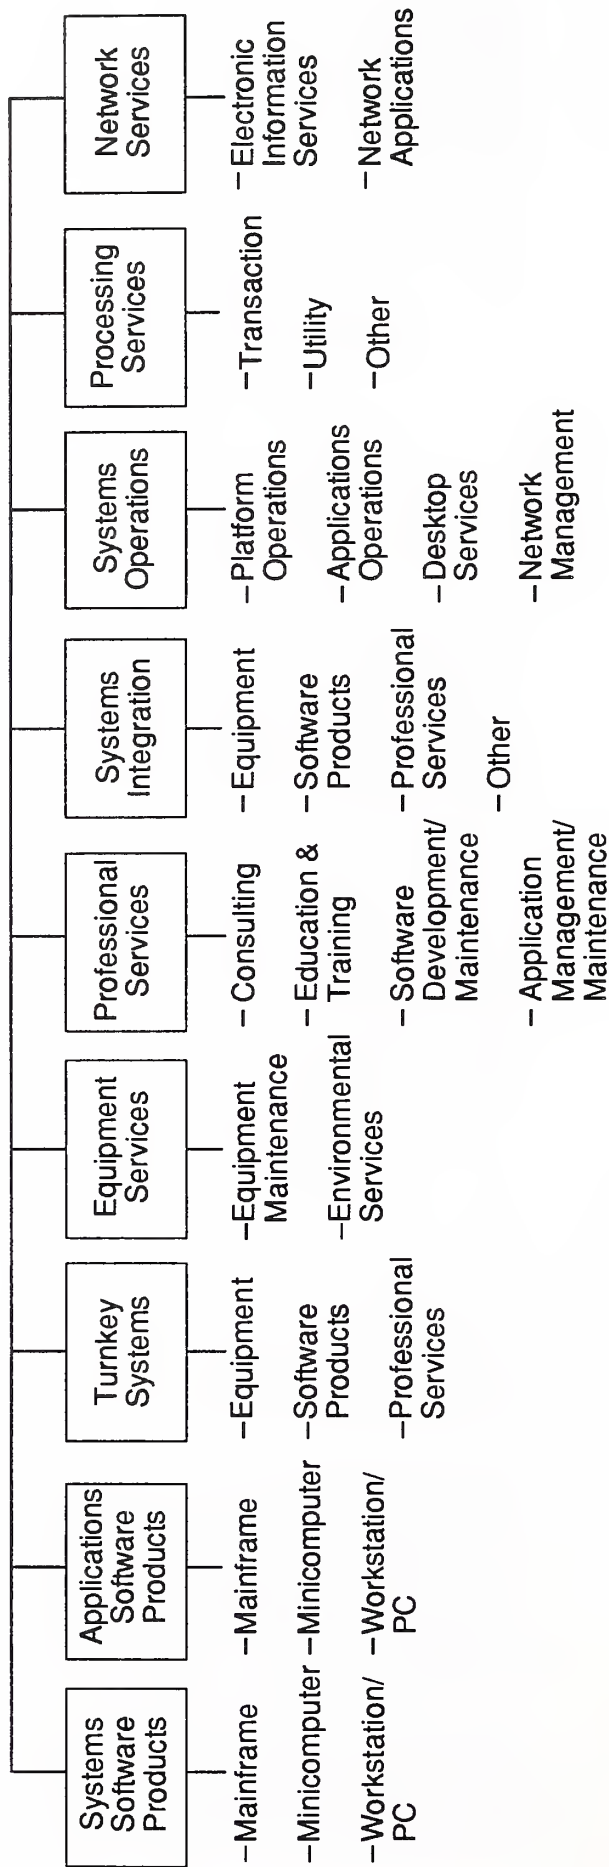 Systems
Software
Products
–Mainframe
–Minicomputer
–Workstation/
PC
Applications
Software
Products
–Mainframe
–Minicomputer
–Workstation/
PC
Turnkey
Systems
–Equipment
–Software
Products
–Professional
Services
Equipment
Services
–Equipment
Maintenance
–Environmental
Services
Professional
Services
–Consulting
–Education &
Training
–Software
Development/
Maintenance
–Application
Management/
Maintenance
Systems
Integration
–Equipment
–Software
Products
–Professional
Services
–Other
Systems
Operations
–Platform
Operations
–Applications
Operations
–Desktop
Services
–Network
Management
Processing
Services
–Transaction
–Utility
–Other
Network
Services
–Electronic
Information
Services
–Network
Applications